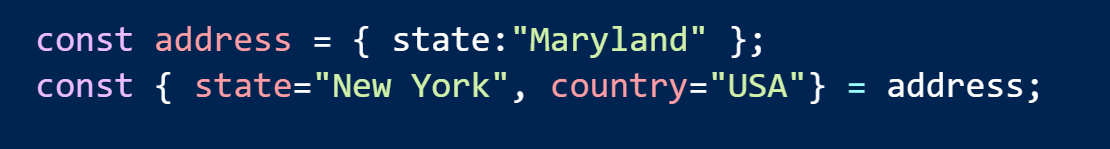 const address = { state:"Maryland" };
const { state="New York", country="USA"} = address;